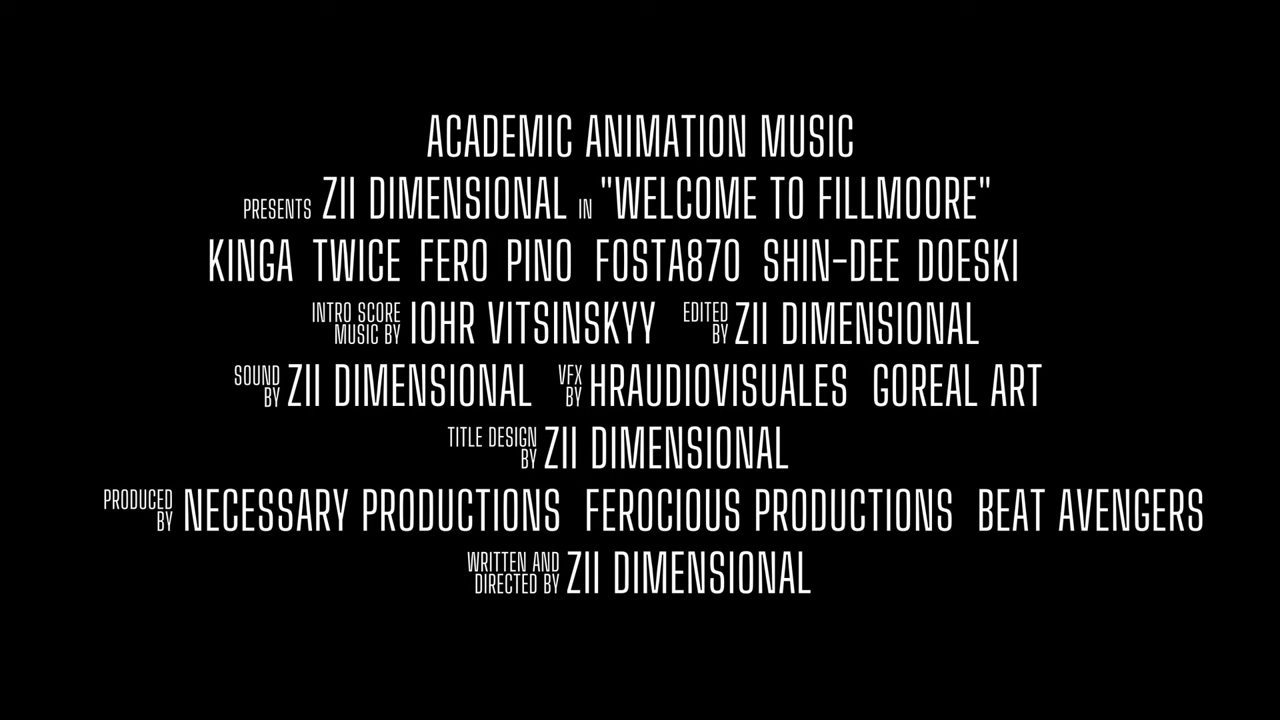 ACADEMIC ANIMATION MUSIC
PRESENTS ZII DIMENSIONAL IN "WELCOME TO FILLMOORE"
KINGA TWICE FERO PINO FOSTA870 SHIN-DEE DOESKI
INTRO SCORE MUSIC BY IOHR VITSINSKYY EDITED BY ZII DIMENSIONAL
SOUND BY ZII DIMENSIONAL VFX BY HRAUDIOVISUALES GOREAL ART
TITLE DESIGN BY ZII DIMENSIONAL
PRODUCED BY NECESSARY PRODUCTIONS FEROCIOUS PRODUCTIONS BEAT AVENGERS
WRITTEN AND DIRECTED BY ZII DIMENSIONAL